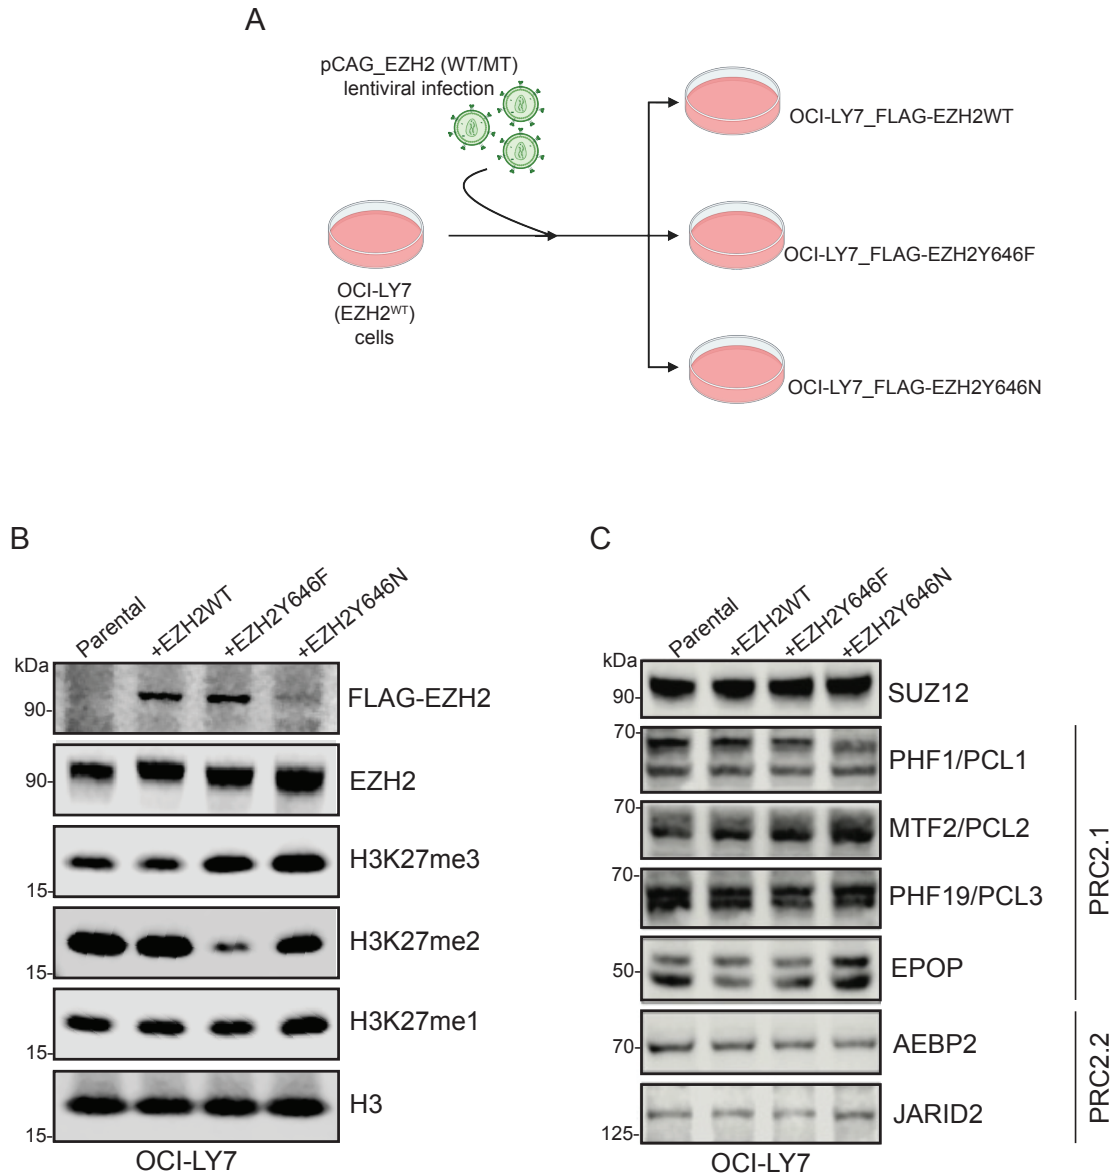 A
pCAG_EZH2 (WT/MT)
lentiviral infection
OCI-LY7
(EZH2WT)
cells
OCI-LY7_FLAG-EZH2WT
OCI-LY7_FLAG-EZH2Y646F
OCI-LY7_FLAG-EZH2Y646N
B
Parental
+EZH2WT
+EZH2Y646F
+EZH2Y646N
kDa
90-
FLAG-EZH2
90-
EZH2
H3K27me3
15-
H3K27me2
15-
H3K27me1
15-
H3
15-
OCI-LY7
C
Parental
+EZH2WT
+EZH2Y646F
+EZH2Y646N
kDa
90-
SUZ12
70-
PHF1/PCL1
70-
MTF2/PCL2
70-
PHF19/PCL3
50-
EPOP
PRC2.1
70-
AEBP2
JARID2
125-
PRC2.2
OCI-LY7